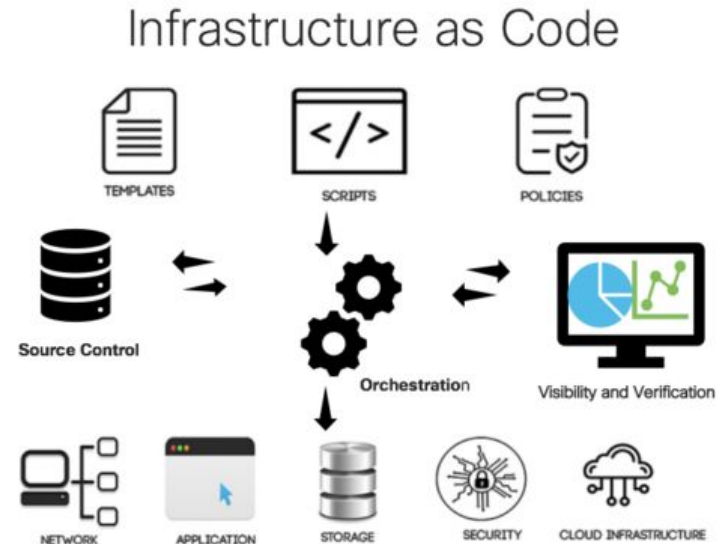 Infrastructure as Code
</>
TEMPLATES
SCRIPTS
POLICIES
Source Control
Orchestration
Visibility and Verification
NETWORK
APPLICATION
STORAGE
SECURITY
CLOUD INFRASTRUCTURE